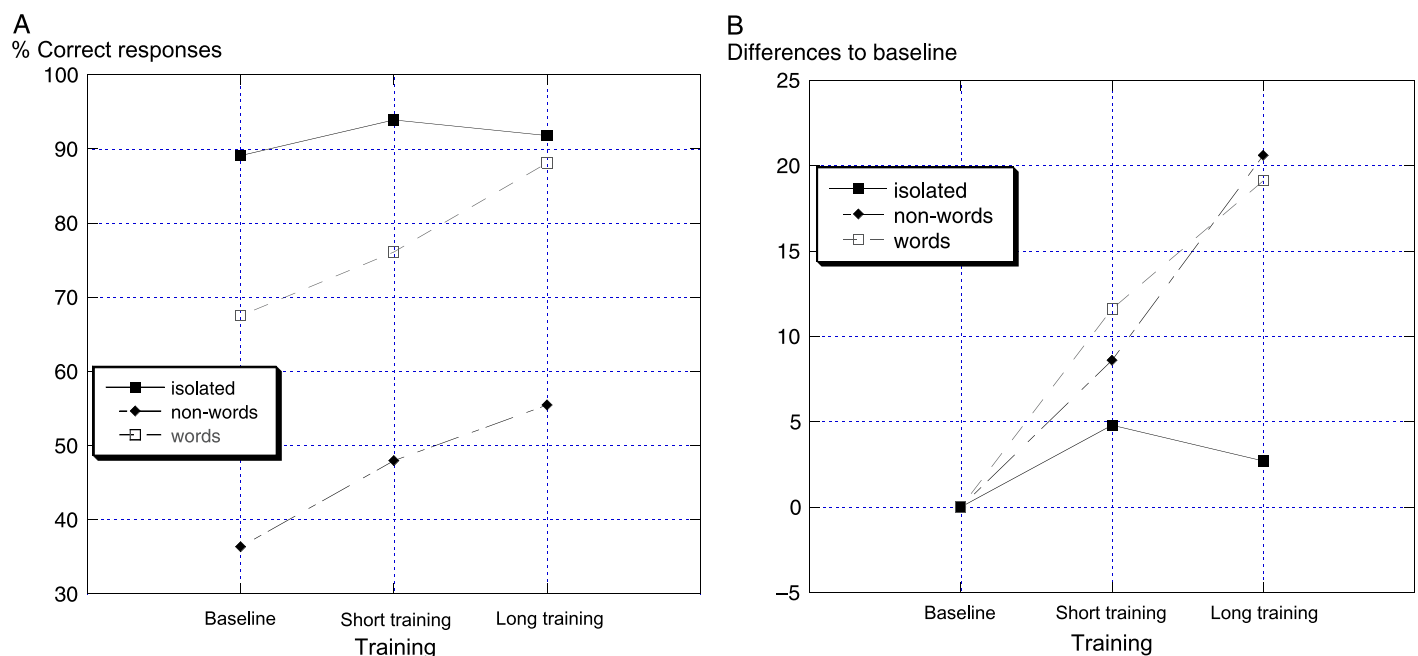 A
% Correct responses
100
90
80
70
60
50
40
30
isolated
non-words
words
Baseline
Short training
Long training
Training
B
Differences to baseline
25
20
15
10
5
0
–5
isolated
non-words
words
Baseline
Short training
Long training
Training